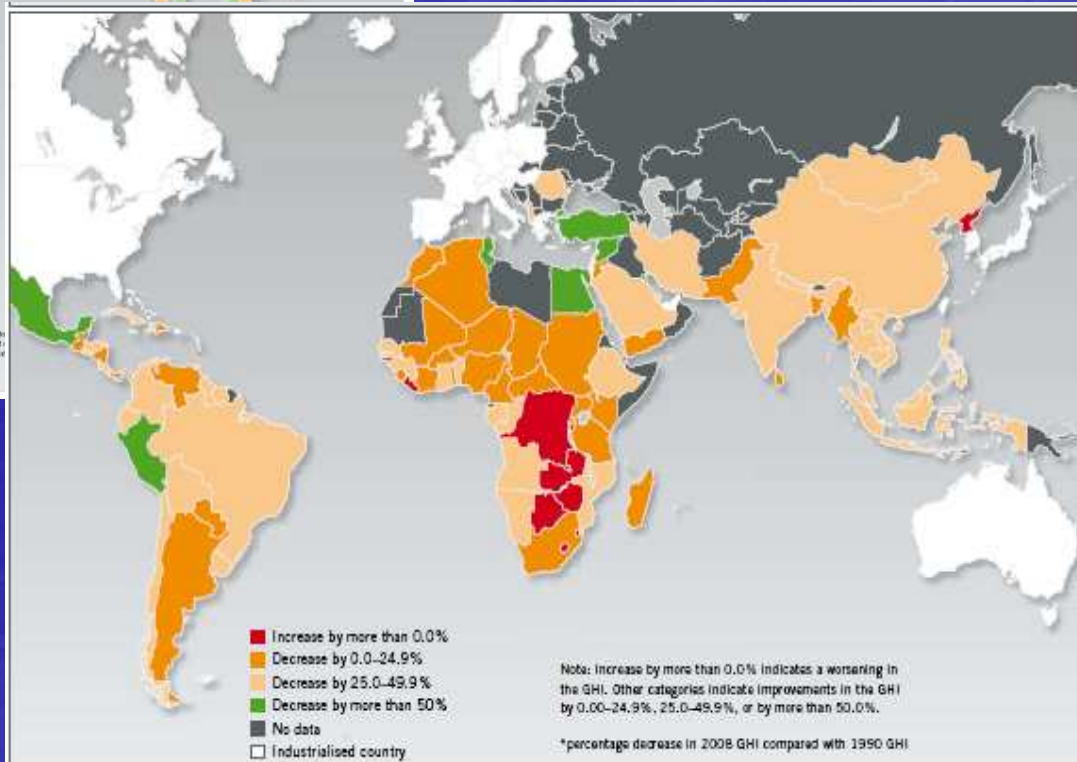 Increase by more than 0.0%
Decrease by 0.0–24.9%
Decrease by 25.0–49.9%
Decrease by more than 50%
No data
Industrialised country
Note: Increase by more than 0.0% indicates a worsening in
the GHI. Other categories indicate improvements in the GHI
by 0.00–24.9%, 25.0–49.9%, or by more than 50.0%.
*percentage decrease in 2008 GHI compared with 1990 GHI